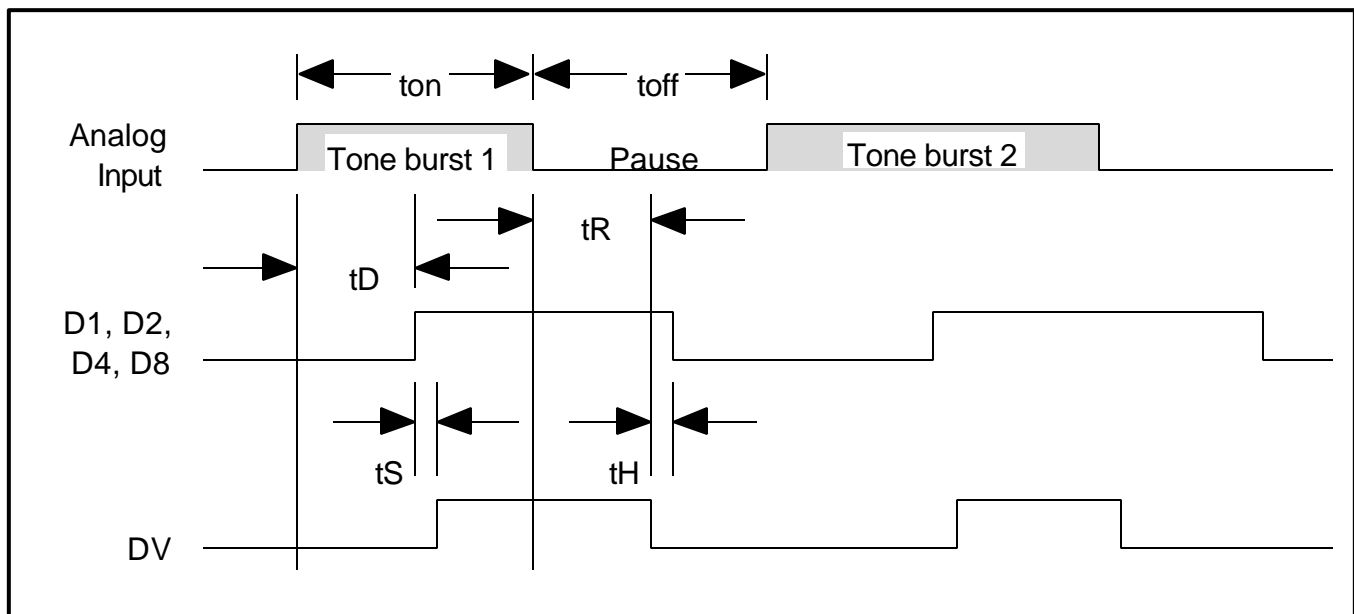 ton
toff
Analog
Input
Tone burst 1
Pause
Tone burst 2
tR
tD
D1, D2,
D4, D8
tS
tH
DV